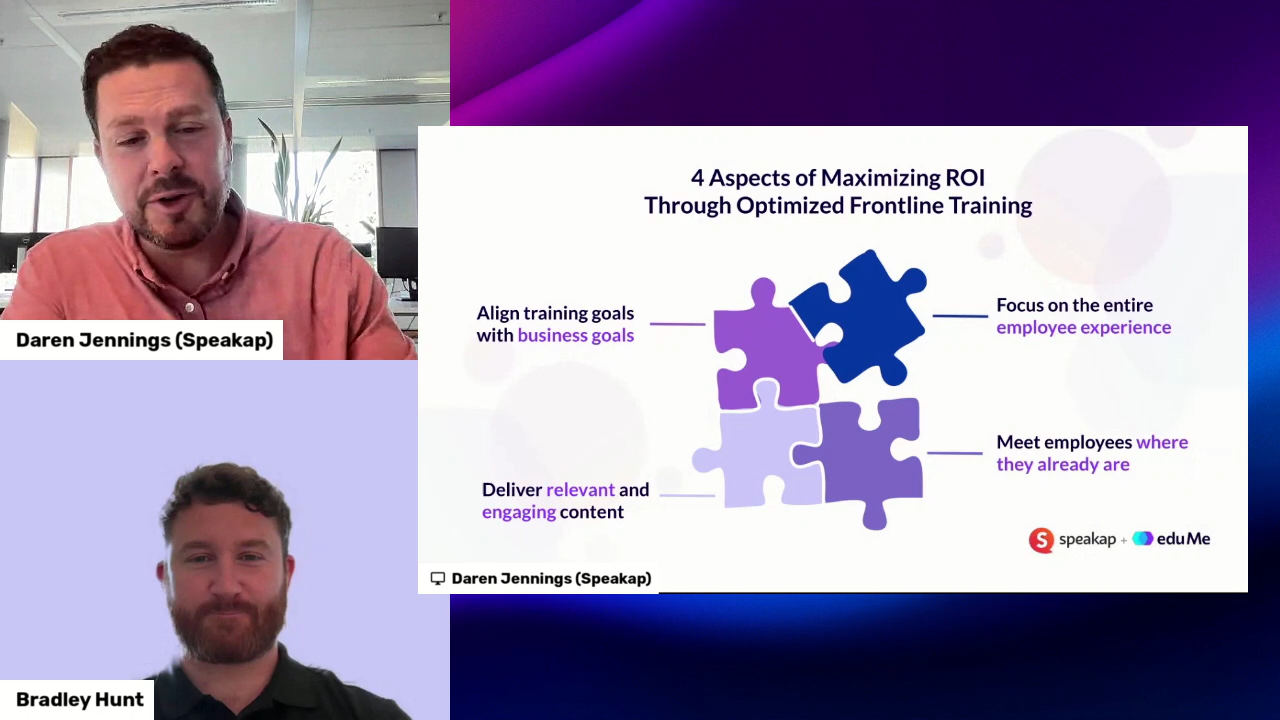 Daren Jennings (Speakap)
Bradley Hunt
4 Aspects of Maximizing ROI
Through Optimized Frontline Training
Align training goals
with business goals
Focus on the entire
employee experience
Deliver relevant and
engaging content
Meet employees where
they already are
S speakap + eduMe
Daren Jennings (Speakap)